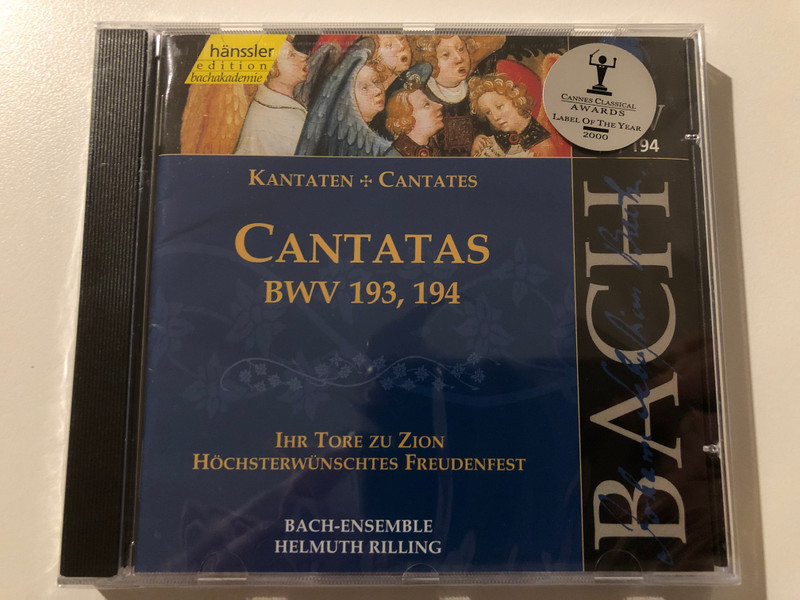 hänssler
edition
bachakademie
CANNES CLASSICAL
AWARDS
LABEL OF THE YEAR
2000
194
KANTATEN ✠ CANTATES
CANTATAS
BWV 193, 194
IHR TORE ZU ZION
HÖCHSTERWÜNSCHTES FREUDENFEST
BACH-ENSEMBLE
HELMUTH RILLING
BACH